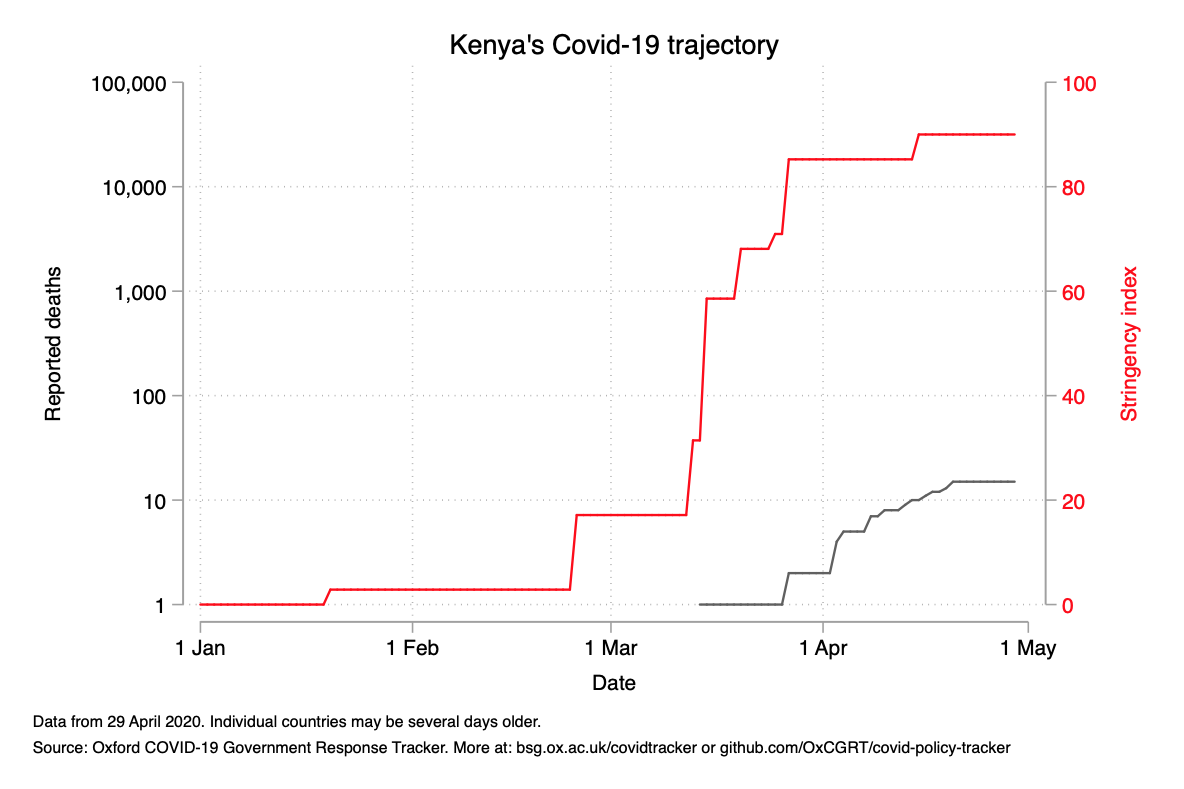 Kenya's Covid-19 trajectory
100,000
10,000
1,000
100
10
1
Reported deaths
100
80
60
40
20
0
Stringency index
1 Jan
1 Feb
1 Mar
1 Apr
1 May
Date
Data from 29 April 2020. Individual countries may be several days older.
Source: Oxford COVID-19 Government Response Tracker. More at: bsg.ox.ac.uk/covidtracker or github.com/OxCGRT/covid-policy-tracker